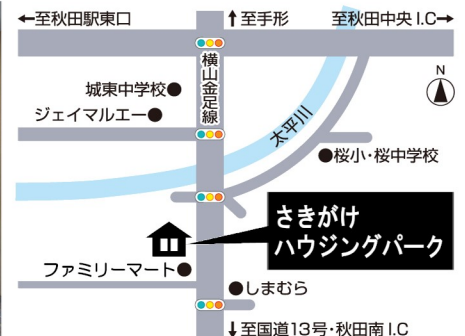 ←至秋田駅東口
↑至手形
至秋田中央 I.C→
横山金足線
N
城東中学校●
ジェイマルエー●
太平川
●桜小・桜中学校
さきがけ
ハウジングパーク
ファミリーマート●
●しまむら
↓至国道13号・秋田南 I.C